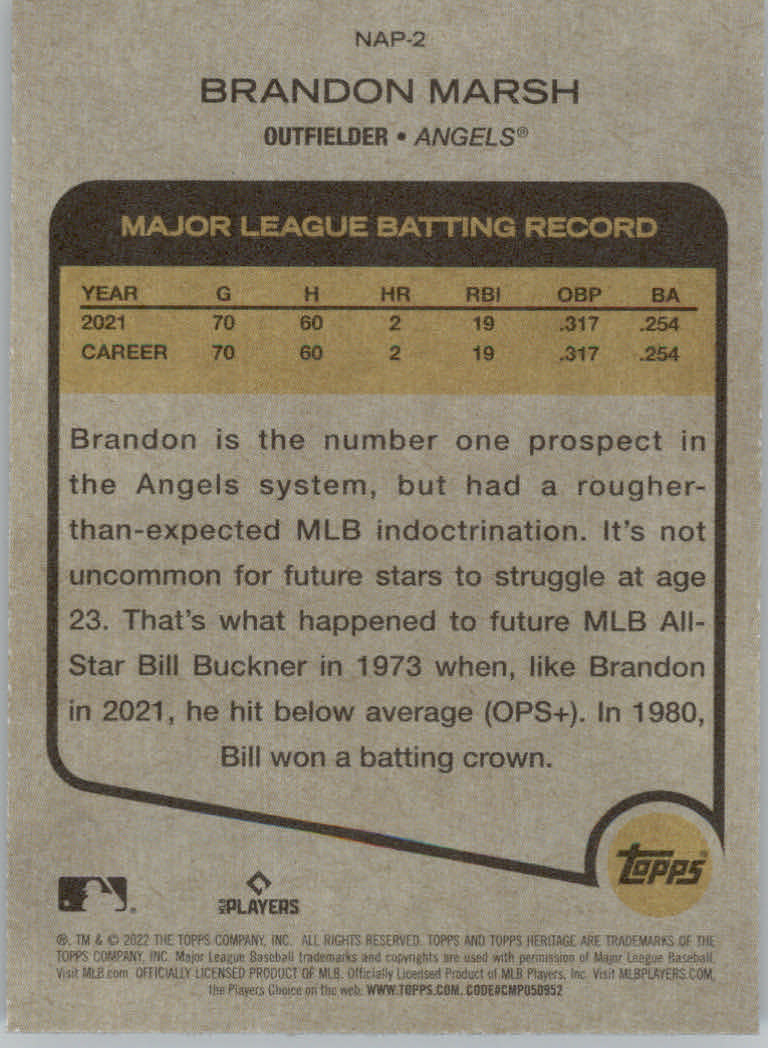 NAP-2
BRANDON MARSH
OUTFIELDER • ANGELS®
MAJOR LEAGUE BATTING RECORD
YEAR G H HR RBI OBP BA
2021 70 60 2 19 .317 .254
CAREER 70 60 2 19 .317 .254
Brandon is the number one prospect in
the Angels system, but had a rougher-
than-expected MLB indoctrination. It's not
uncommon for future stars to struggle at age
23. That's what happened to future MLB All-
Star Bill Buckner in 1973 when, like Brandon
in 2021, he hit below average (OPS+). In 1980,
Bill won a batting crown.
Topps
PLAYERS
®, TM & © 2022 THE TOPPS COMPANY, INC. ALL RIGHTS RESERVED. TOPPS AND TOPPS HERITAGE ARE TRADEMARKS OF THE
TOPPS COMPANY, INC. Major League Baseball trademarks and copyrights are used with permission of Major League Baseball.
Visit MLB.com. OFFICIALLY LICENSED PRODUCT OF MLB. Officially Licensed Product of MLB Players, Inc. Visit MLBPLAYERS.COM,
the Players Choice on the web. WWW.TOPPS.COM. CODE#CMP050952